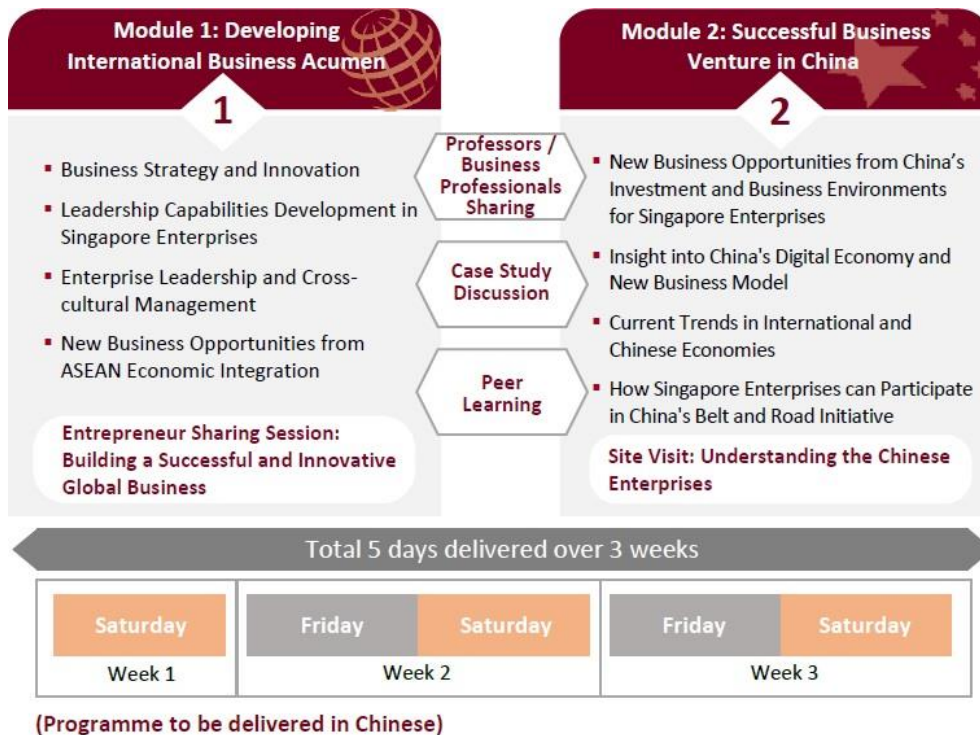 Module 1: Developing
International Business Acumen
1
▪ Business Strategy and Innovation
▪ Leadership Capabilities Development in
Singapore Enterprises
▪ Enterprise Leadership and Cross-
cultural Management
▪ New Business Opportunities from
ASEAN Economic Integration
Entrepreneur Sharing Session:
Building a Successful and Innovative
Global Business
Professors /
Business
Professionals
Sharing
Case Study
Discussion
Peer
Learning
Module 2: Successful Business
Venture in China
2
▪ New Business Opportunities from China’s
Investment and Business Environments
for Singapore Enterprises
▪ Insight into China's Digital Economy and
New Business Model
▪ Current Trends in International and
Chinese Economies
▪ How Singapore Enterprises can Participate
in China's Belt and Road Initiative
Site Visit: Understanding the Chinese
Enterprises
Total 5 days delivered over 3 weeks
Saturday
Week 1
Friday Saturday
Week 2
Friday Saturday
Week 3
(Programme to be delivered in Chinese)